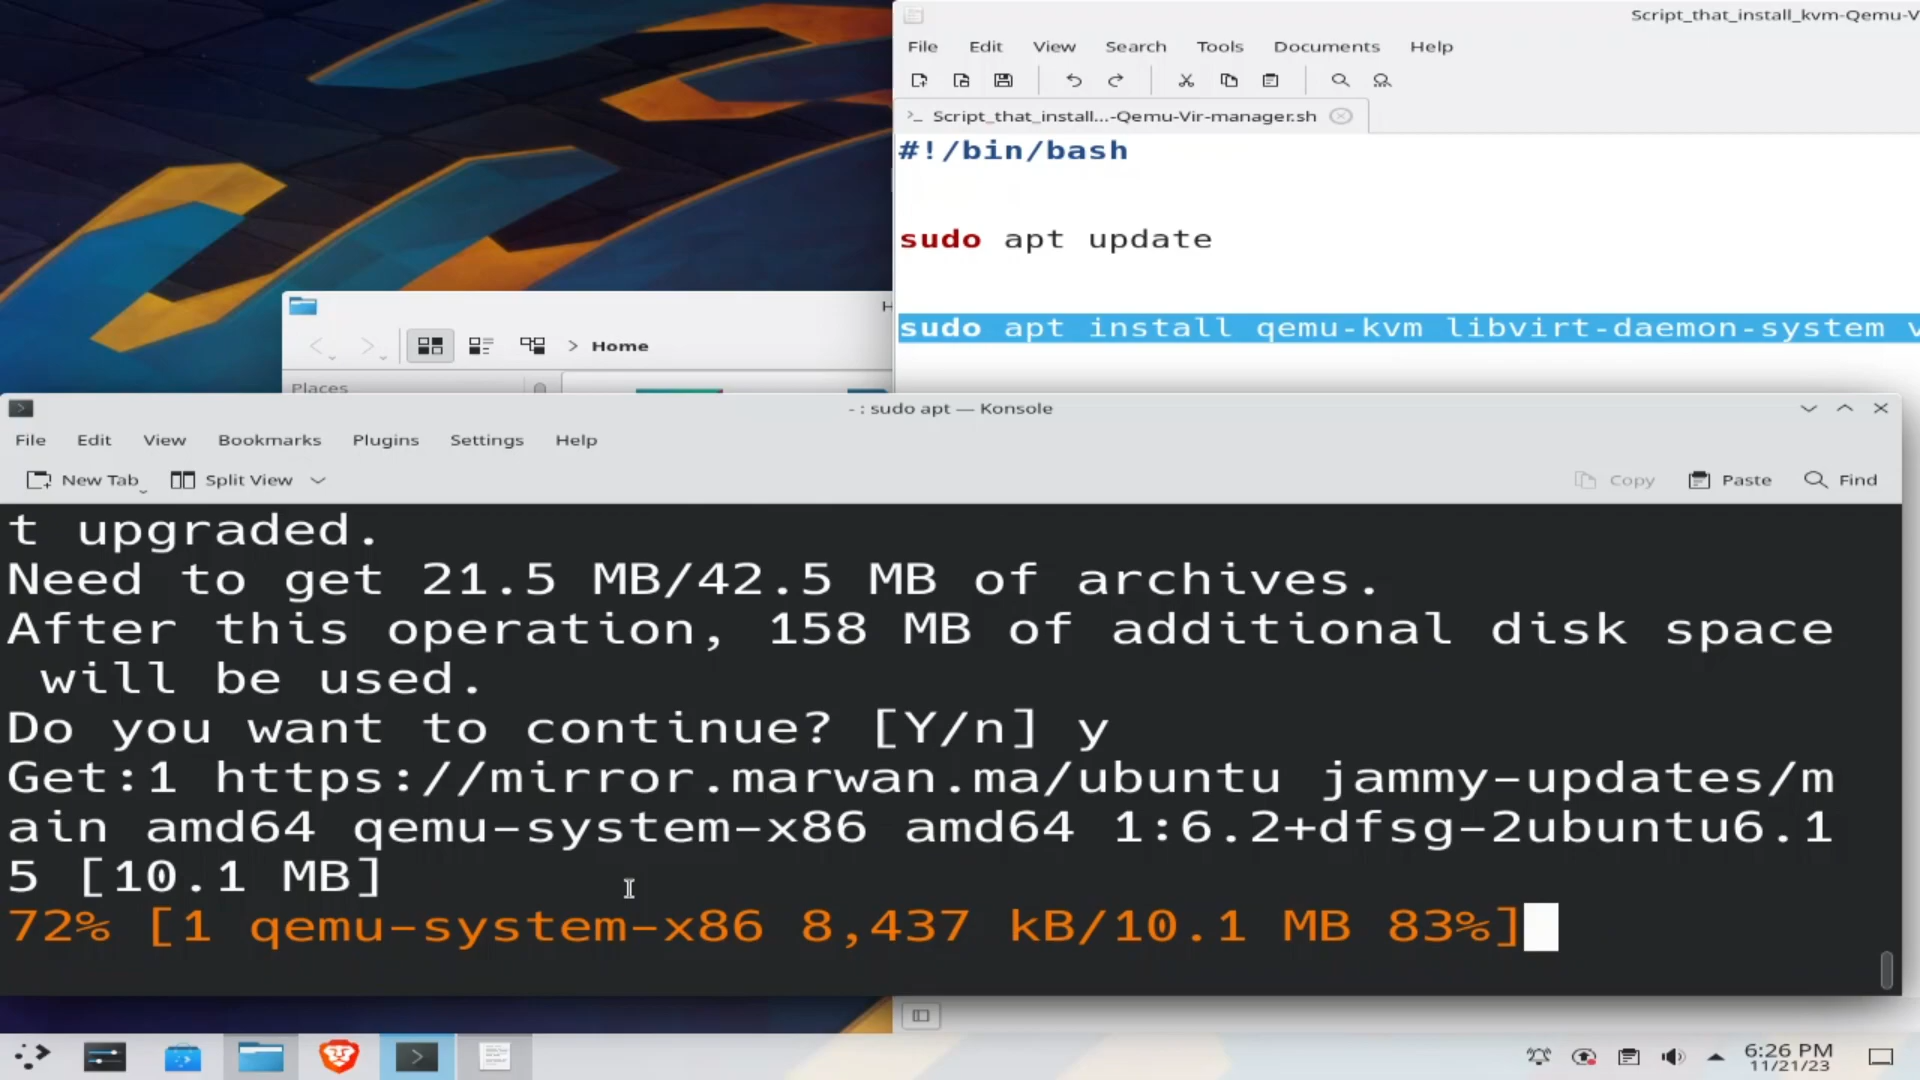 Script_that_install_kvm-Qemu-V
File Edit View Search Tools Documents Help
Script_that_install...-Qemu-Vir-manager.sh
#!/bin/bash
sudo apt update
sudo apt install qemu-kvm libvirt-daemon-system v
Home
Places
- : sudo apt — Konsole
File Edit View Bookmarks Plugins Settings Help
New Tab Split View Copy Paste Find
t upgraded.
Need to get 21.5 MB/42.5 MB of archives.
After this operation, 158 MB of additional disk space
will be used.
Do you want to continue? [Y/n] y
Get:1 https://mirror.marwan.ma/ubuntu jammy-updates/m
ain amd64 qemu-system-x86 amd64 1:6.2+dfsg-2ubuntu6.1
5 [10.1 MB]
72% [1 qemu-system-x86 8,437 kB/10.1 MB 83%]
6:26 PM
11/21/23